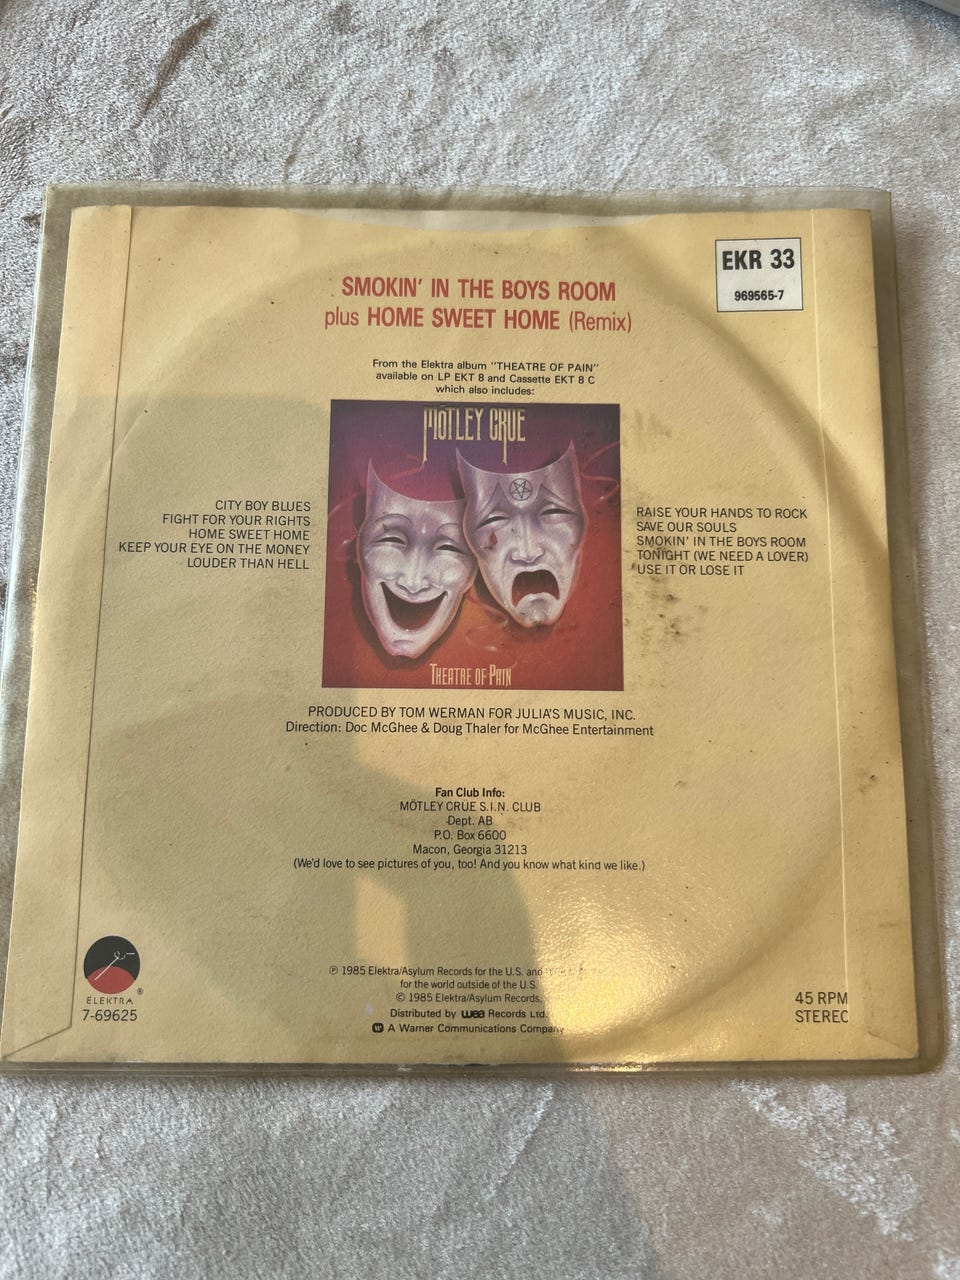 EKR 33
969565-7
SMOKIN' IN THE BOYS ROOM
plus HOME SWEET HOME (Remix)
From the Elektra album "THEATRE OF PAIN"
available on LP EKT 8 and Cassette EKT 8 C
which also includes:
MÖTLEY CRÜE
THEATRE OF PAIN
CITY BOY BLUES
FIGHT FOR YOUR RIGHTS
HOME SWEET HOME
KEEP YOUR EYE ON THE MONEY
LOUDER THAN HELL
RAISE YOUR HANDS TO ROCK
SAVE OUR SOULS
SMOKIN' IN THE BOYS ROOM
TONIGHT (WE NEED A LOVER)
USE IT OR LOSE IT
PRODUCED BY TOM WERMAN FOR JULIA'S MUSIC, INC.
Direction: Doc McGhee & Doug Thaler for McGhee Entertainment
Fan Club Info:
MÖTLEY CRÜE S.I.N. CLUB
Dept. AB
P.O. Box 6600
Macon, Georgia 31213
(We'd love to see pictures of you, too! And you know what kind we like.)
ELEKTRA ®
7-69625
℗ 1985 Elektra/Asylum Records for the U.S. and
for the world outside of the U.S.
© 1985 Elektra/Asylum Records,
Distributed by wea Records Ltd.
A Warner Communications Company
45 RPM
STEREO